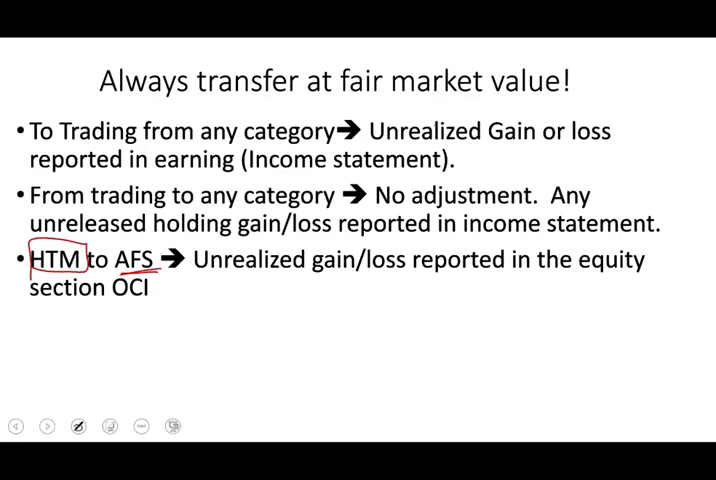 Always transfer at fair market value!
• To Trading from any category➔ Unrealized Gain or loss
reported in earning (Income statement).
• From trading to any category ➔ No adjustment. Any
unreleased holding gain/loss reported in income statement.
• HTM to AFS ➔ Unrealized gain/loss reported in the equity
section OCI